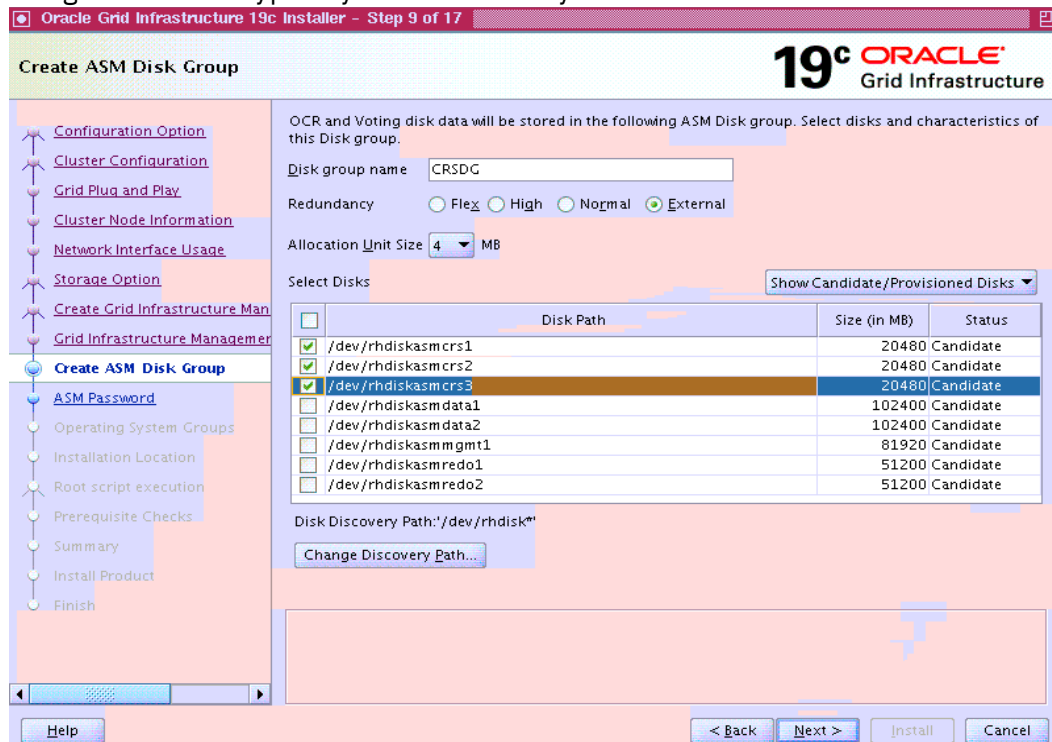 Oracle Grid Infrastructure 19c Installer - Step 9 of 17
Create ASM Disk Group
19c ORACLE
Grid Infrastructure
Configuration Option
Cluster Configuration
Grid Plug and Play
Cluster Node Information
Network Interface Usage
Storage Option
Create Grid Infrastructure Man
Grid Infrastructure Managemer
Create ASM Disk Group
ASM Password
Operating System Groups
Installation Location
Root script execution
Prerequisite Checks
Summary
Install Product
Finish
OCR and Voting disk data will be stored in the following ASM Disk group. Select disks and characteristics of
this Disk group.
Disk group name CRSDG
Redundancy Flex High Normal External
Allocation Unit Size 4 MB
Select Disks Show Candidate/Provisioned Disks
Disk Path Size (in MB) Status
/dev/rhdiskasmcrs1 20480 Candidate
/dev/rhdiskasmcrs2 20480 Candidate
/dev/rhdiskasmcrs3 20480 Candidate
/dev/rhdiskasmdata1 102400 Candidate
/dev/rhdiskasmdata2 102400 Candidate
/dev/rhdiskasmmgmt1 81920 Candidate
/dev/rhdiskasmredo1 51200 Candidate
/dev/rhdiskasmredo2 51200 Candidate
Disk Discovery Path:'/dev/rhdisk*'
Change Discovery Path...
Help < Back Next > Install Cancel